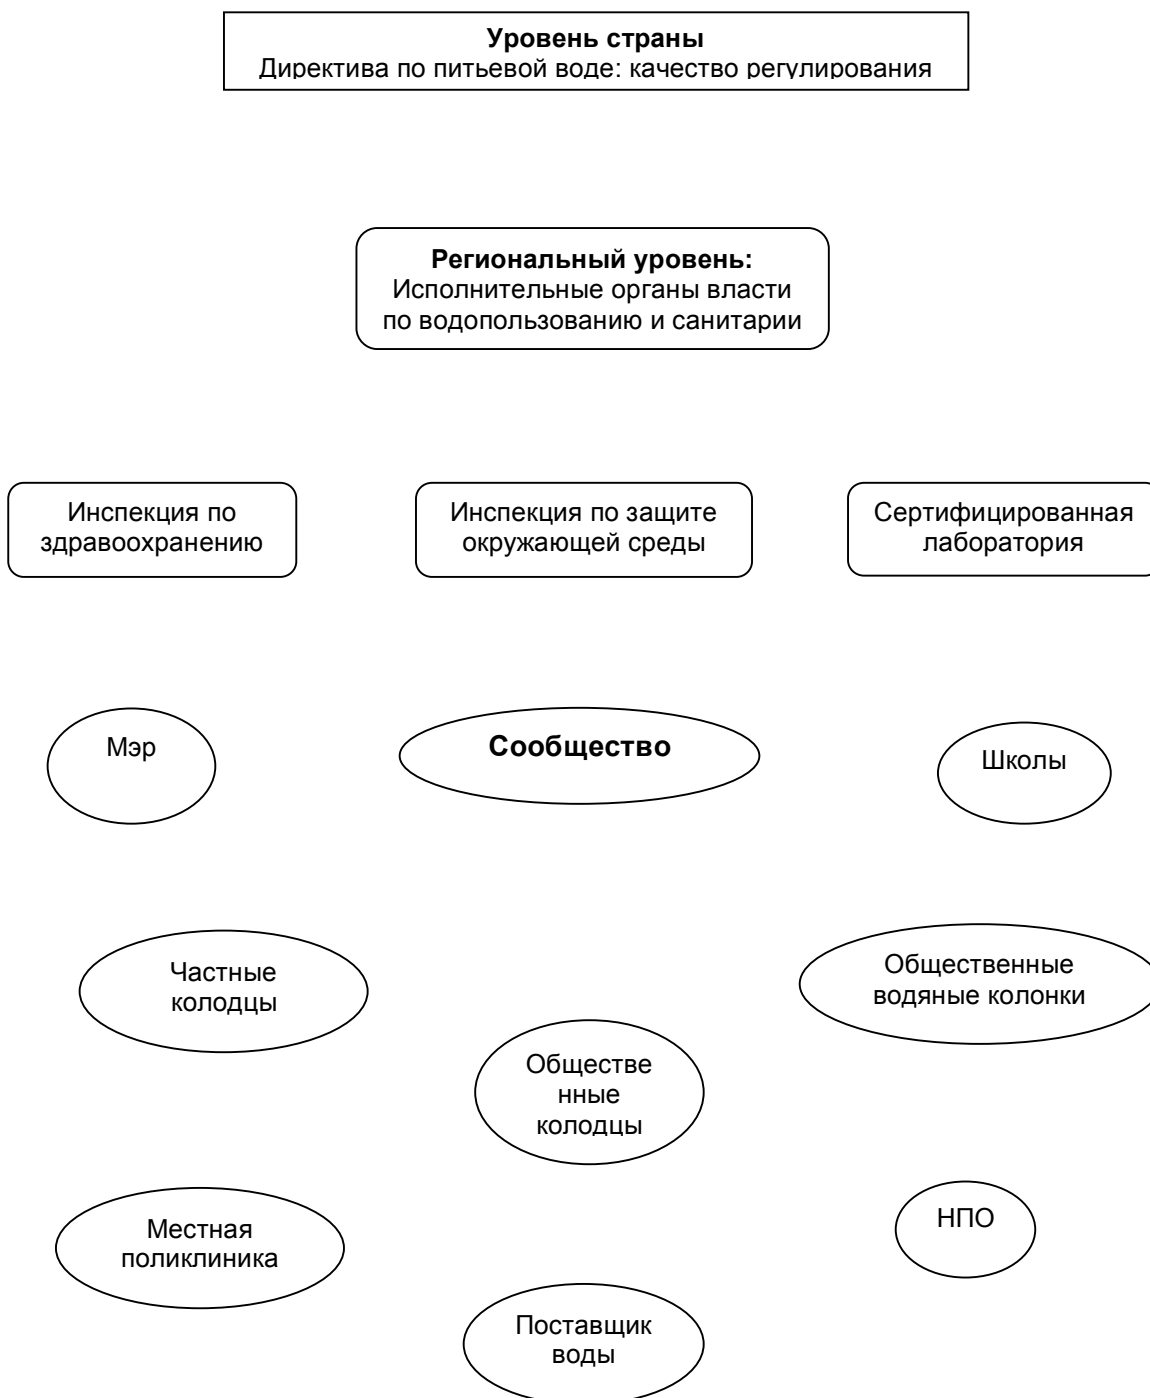 Уровень страны
Директива по питьевой воде: качество регулирования
Региональный уровень:
Исполнительные органы власти
по водопользованию и санитарии
Инспекция по
здравоохранению
Инспекция по защите
окружающей среды
Сертифицированная
лаборатория
Мэр
Сообщество
Школы
Частные
колодцы
Общественные
водяные колонки
Обществе
нные
колодцы
Местная
поликлиника
НПО
Поставщик
воды